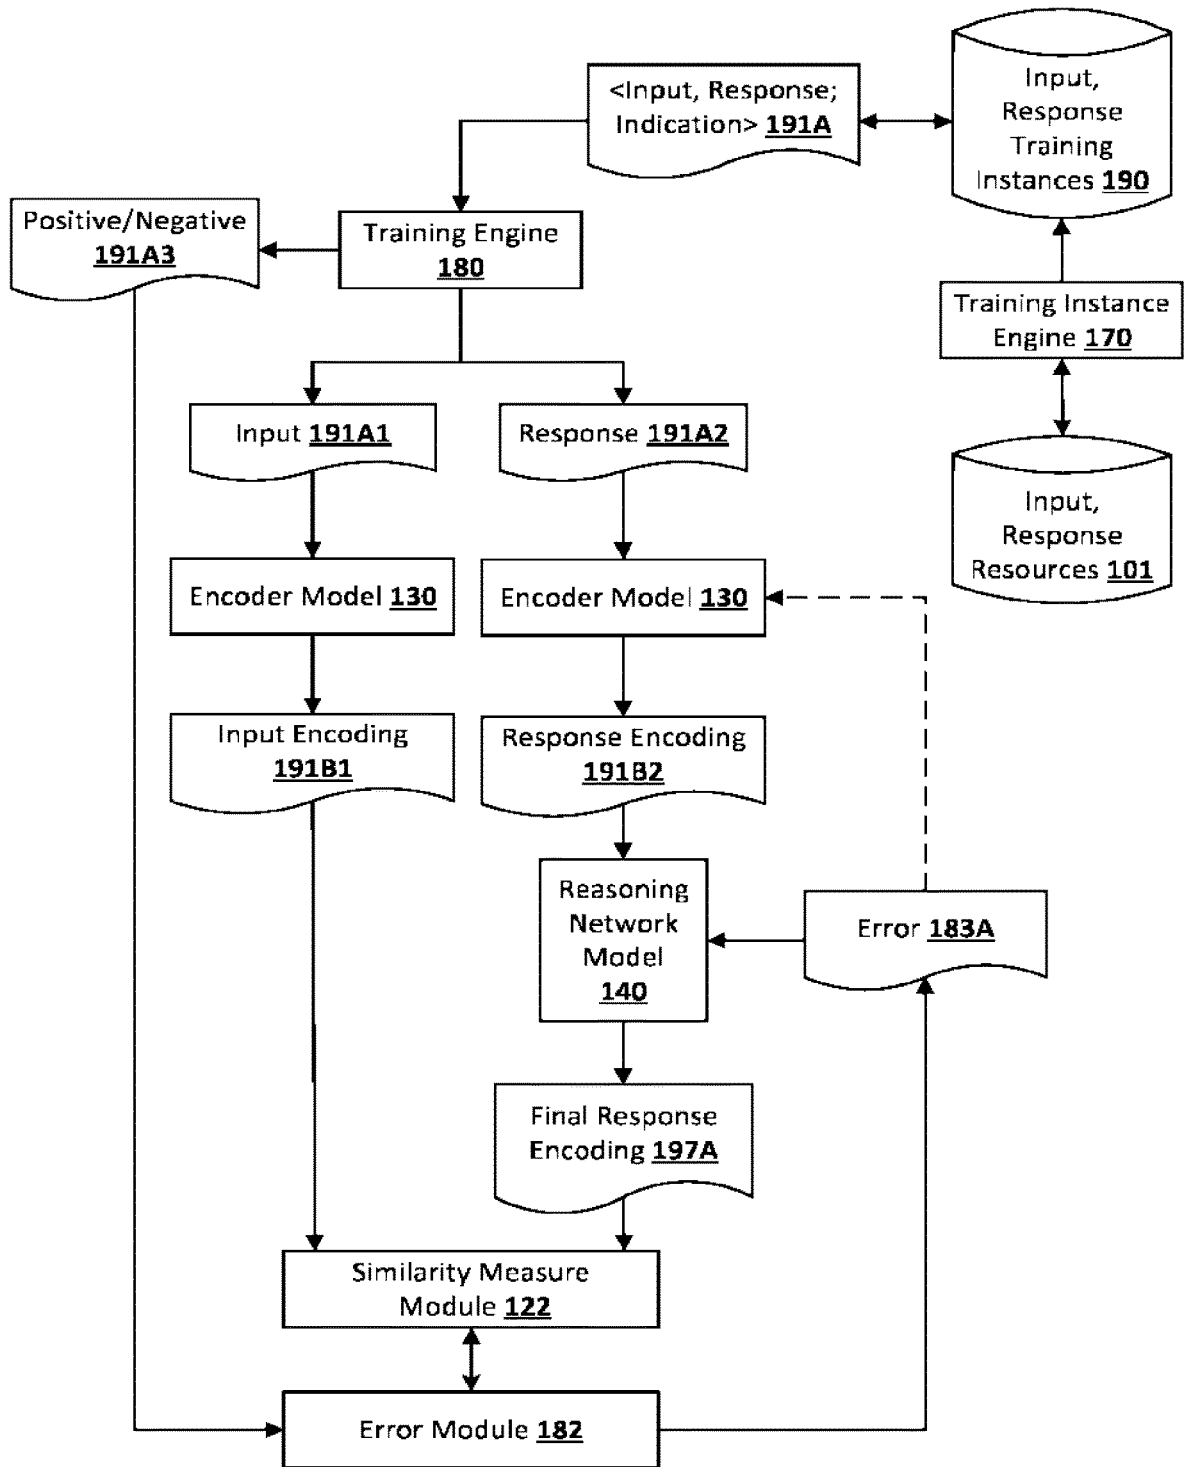 <Input, Response;
Indication> 191A
Input,
Response
Training
Instances 190
Positive/Negative
191A3
Training Engine
180
Training Instance
Engine 170
Input 191A1
Response 191A2
Input,
Response
Resources 101
Encoder Model 130
Encoder Model 130
Input Encoding
191B1
Response Encoding
191B2
Reasoning
Network
Model
140
Error 183A
Final Response
Encoding 197A
Similarity Measure
Module 122
Error Module 182